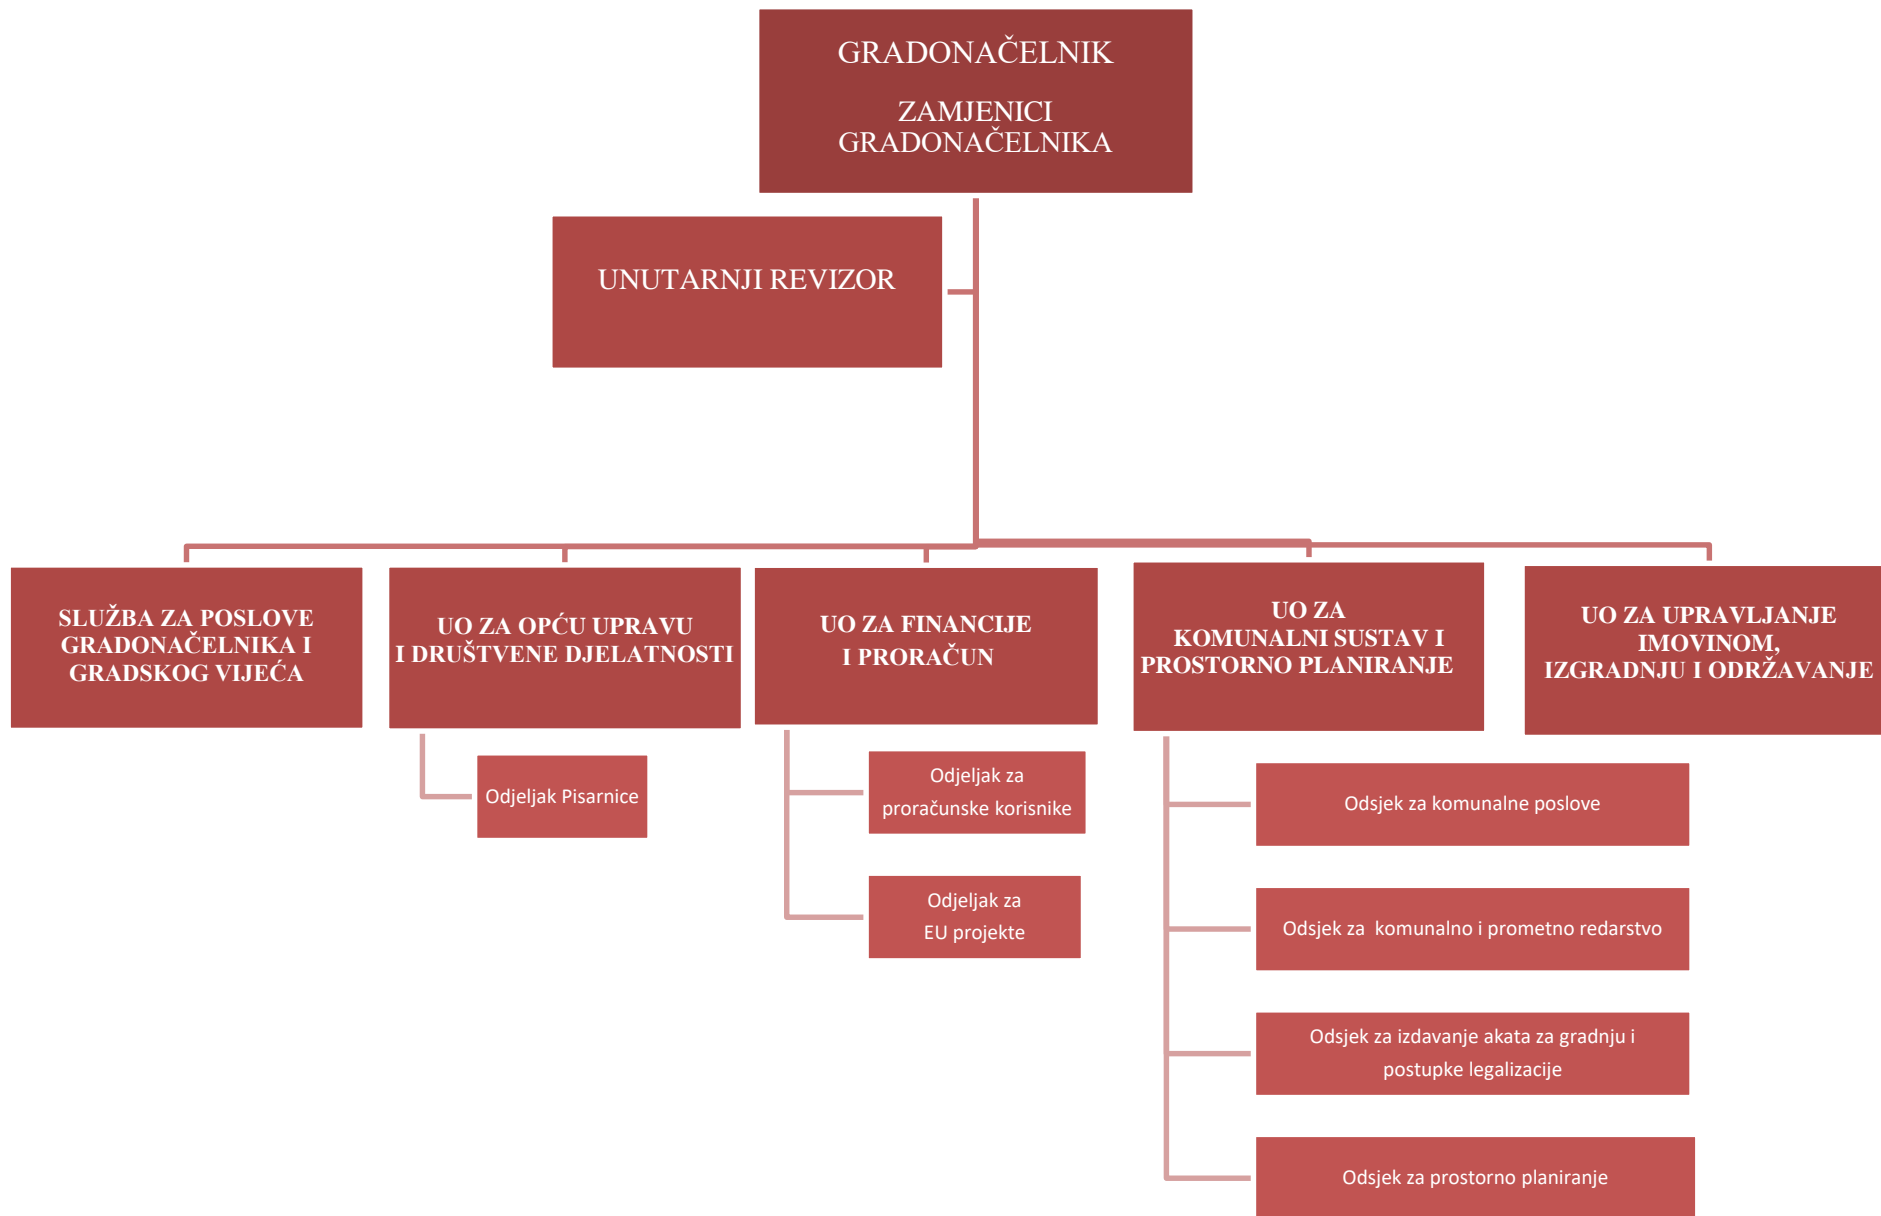 GRADONAČELNIK
ZAMJENICI
GRADONAČELNIKA
UNUTARNJI REVIZOR
SLUŽBA ZA POSLOVE
GRADONAČELNIKA I
GRADSKOG VIJEĆA
UO ZA OPĆU UPRAVU
I DRUŠTVENE DJELATNOSTI
Odjeljak Pisarnice
UO ZA FINANCIJE
I PRORAČUN
Odjeljak za
proračunske korisnike
Odjeljak za
EU projekte
UO ZA
KOMUNALNI SUSTAV I
PROSTORNO PLANIRANJE
Odsjek za komunalne poslove
Odsjek za  komunalno i prometno redarstvo
Odsjek za izdavanje akata za gradnju i
postupke legalizacije
Odsjek za prostorno planiranje
UO ZA UPRAVLJANJE
IMOVINOM,
IZGRADNJU I ODRŽAVANJE